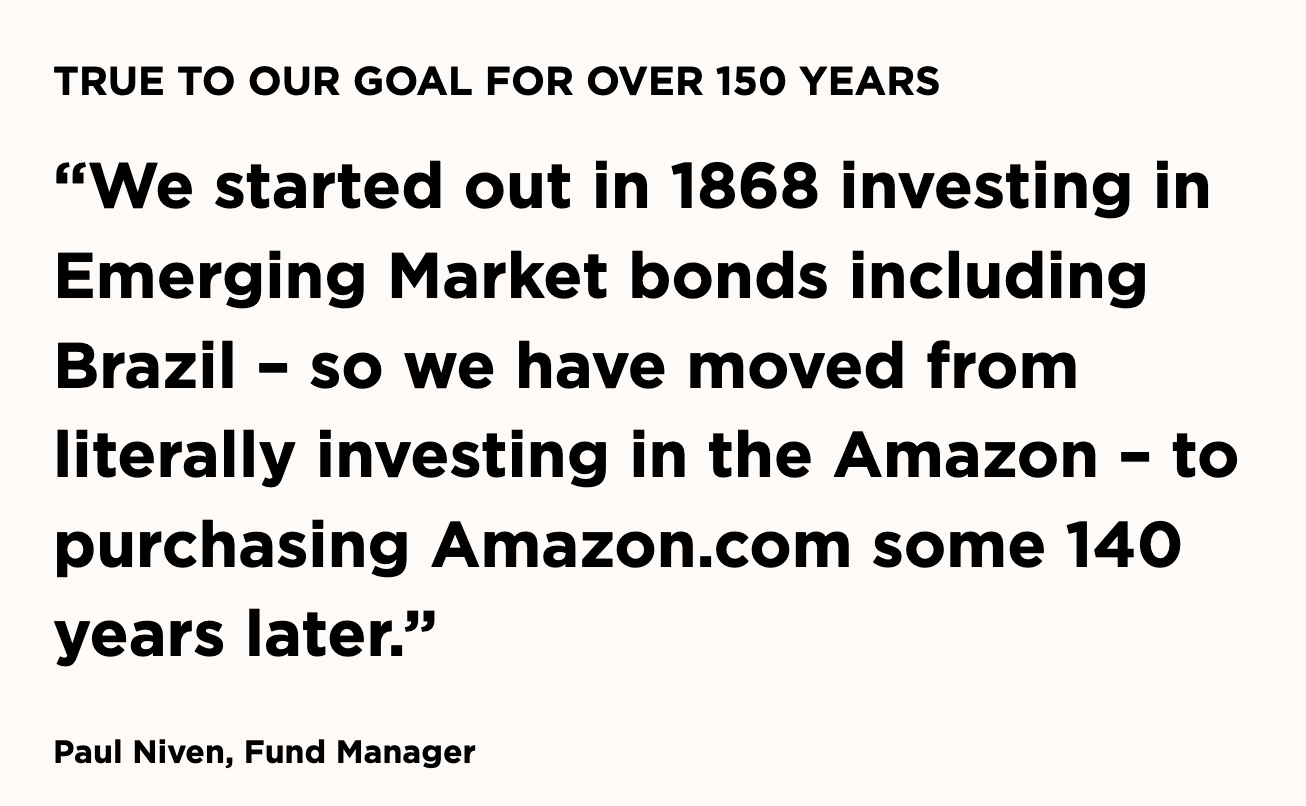 TRUE TO OUR GOAL FOR OVER 150 YEARS
“We started out in 1868 investing in
Emerging Market bonds including
Brazil – so we have moved from
literally investing in the Amazon – to
purchasing Amazon.com some 140
years later.”
Paul Niven, Fund Manager